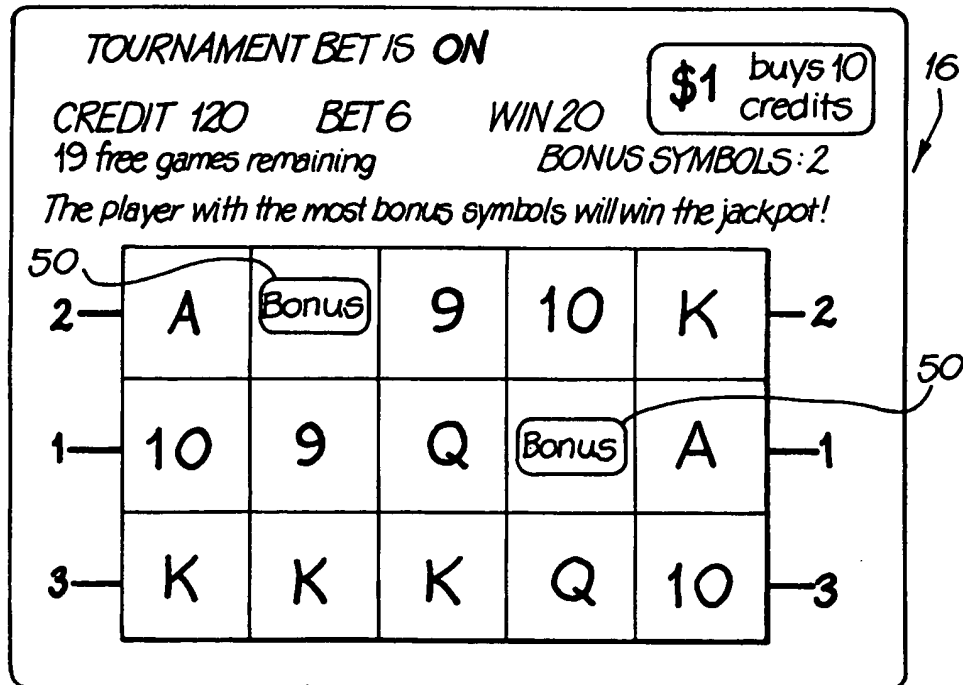 TOURNAMENT BET IS ON
$1 buys 10 credits
16
CREDIT 120 BET 6 WIN 20
19 free games remaining BONUS SYMBOLS: 2
The player with the most bonus symbols will win the jackpot!
50
2 A Bonus 9 10 K 2
50
1 10 9 Q Bonus A 1
3 K K K Q 10 3